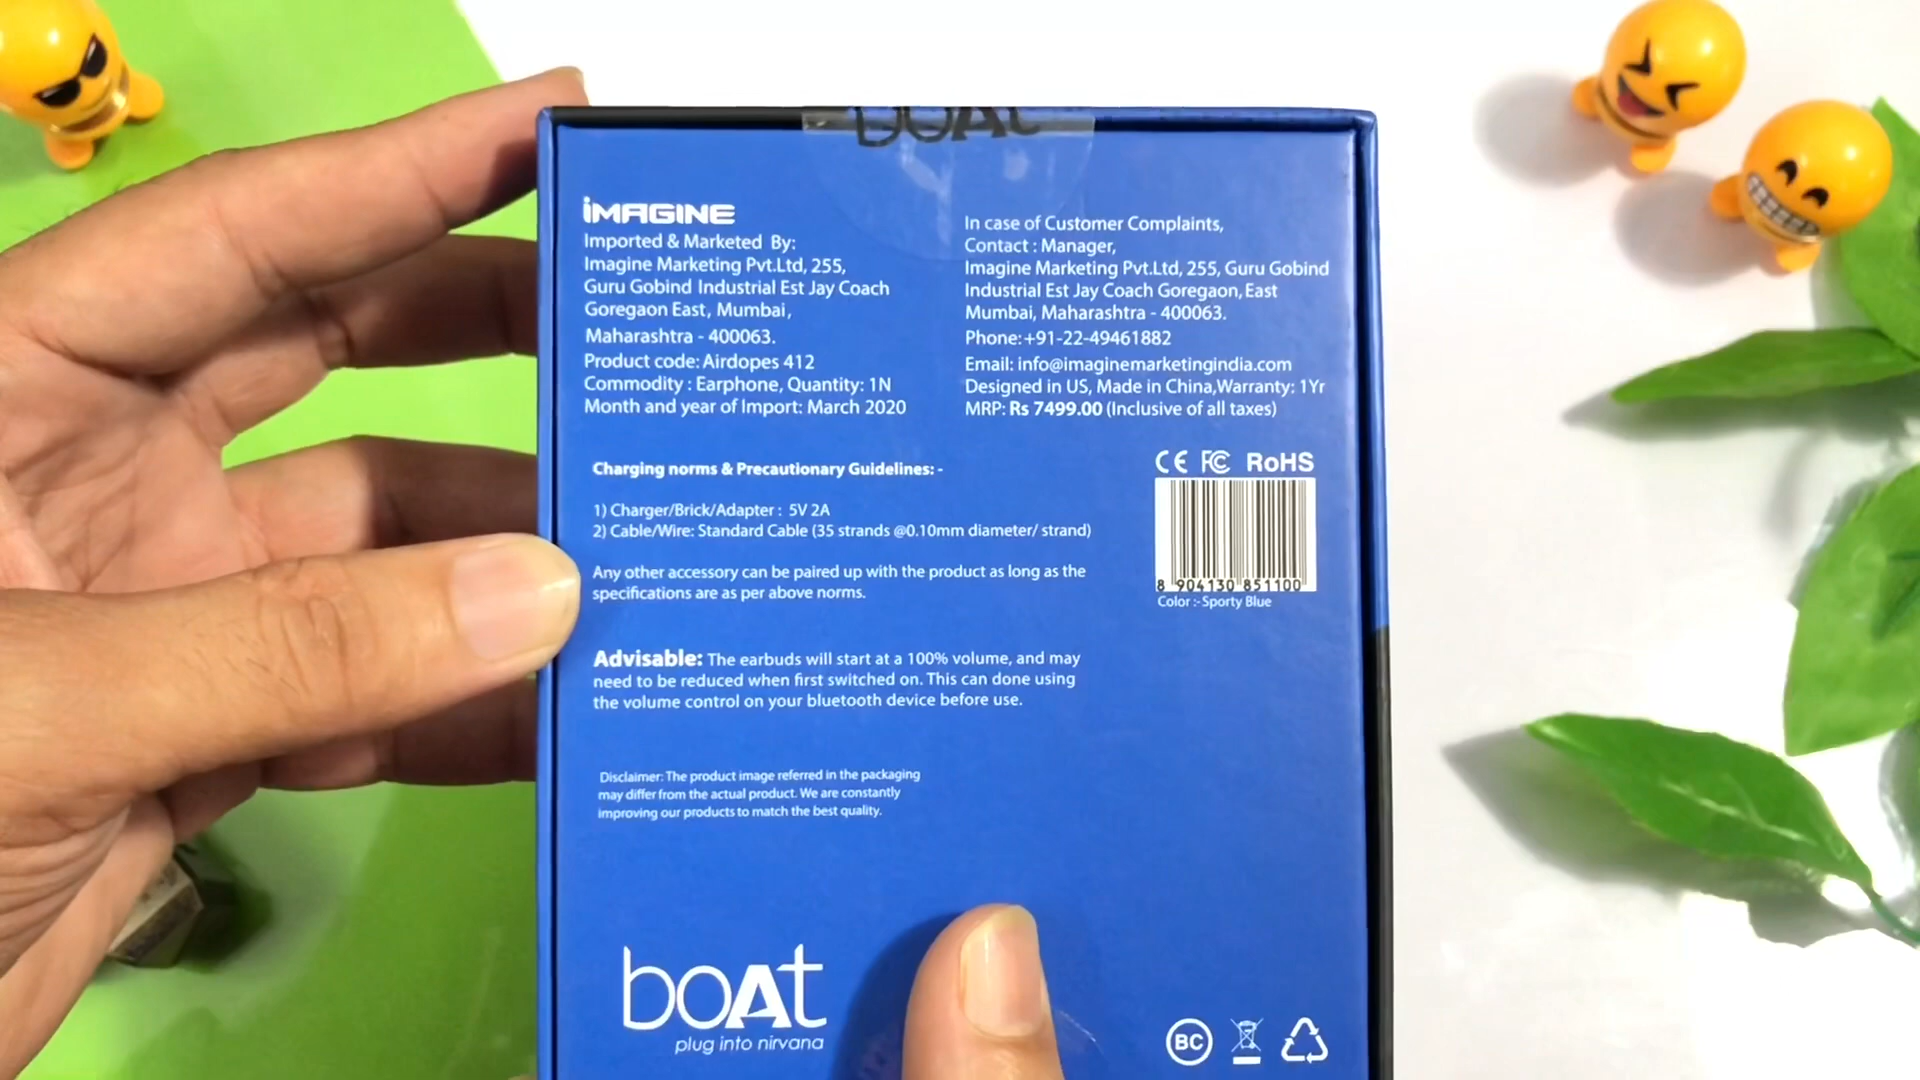 boAt
iMAGINE
Imported & Marketed By:
Imagine Marketing Pvt.Ltd, 255,
Guru Gobind Industrial Est Jay Coach
Goregaon East, Mumbai,
Maharashtra - 400063.
Product code: Airdopes 412
Commodity : Earphone, Quantity: 1N
Month and year of Import: March 2020
In case of Customer Complaints,
Contact : Manager,
Imagine Marketing Pvt.Ltd, 255, Guru Gobind
Industrial Est Jay Coach Goregaon, East
Mumbai, Maharashtra - 400063.
Phone: +91-22-49461882
Email: info@imaginemarketingindia.com
Designed in US, Made in China,Warranty: 1Yr
MRP: Rs 7499.00 (Inclusive of all taxes)
Charging norms & Precautionary Guidelines: -
1) Charger/Brick/Adapter : 5V 2A
2) Cable/Wire: Standard Cable (35 strands @0.10mm diameter/ strand)
Any other accessory can be paired up with the product as long as the
specifications are as per above norms.
CE FC RoHS
8 904130 851100
Color :- Sporty Blue
Advisable: The earbuds will start at a 100% volume, and may
need to be reduced when first switched on. This can done using
the volume control on your bluetooth device before use.
Disclaimer: The product image referred in the packaging
may differ from the actual product. We are constantly
improving our products to match the best quality.
boAt
plug into nirvana
BC